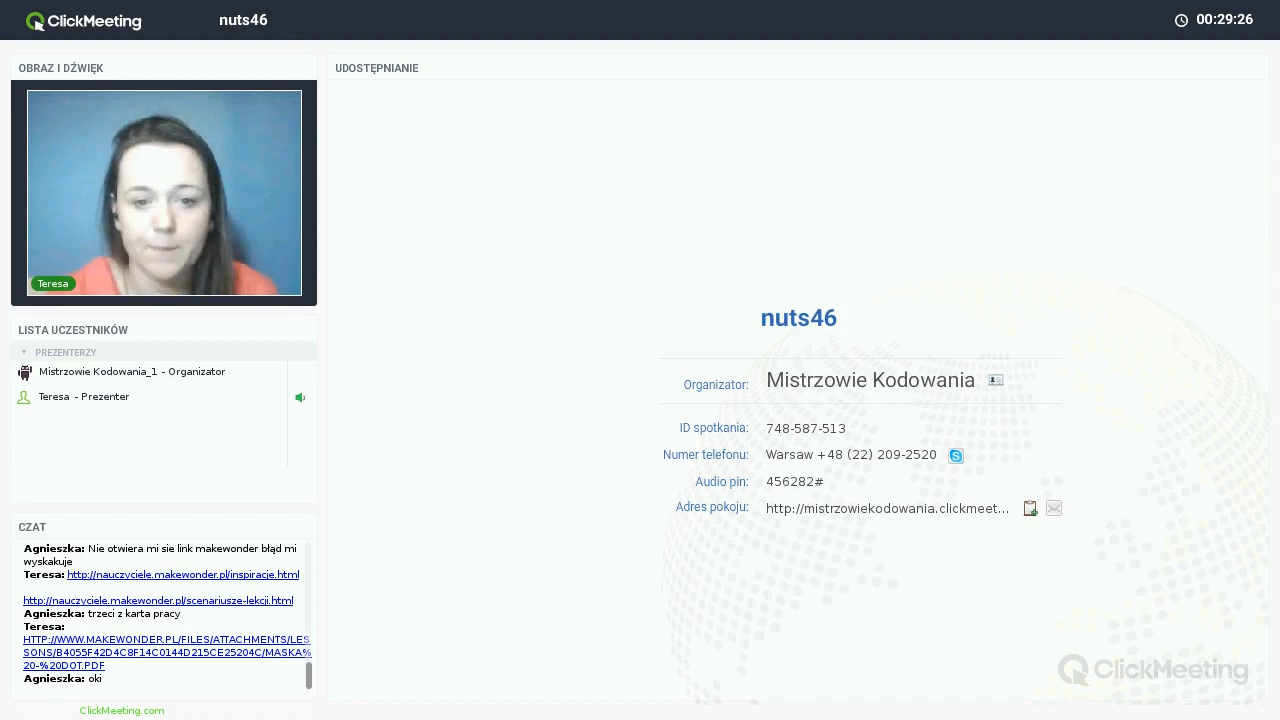 ClickMeeting
nuts46
00:29:26
OBRAZ I DŹWIĘK
Teresa
LISTA UCZESTNIKÓW
PREZENTERZY
Mistrzowie Kodowania_1 - Organizator
Teresa - Prezenter
CZAT
Agnieszka: Nie otwiera mi sie link makewonder błąd mi
wyskakuje
Teresa: http://nauczyciele.makewonder.pl/inspiracje.html
http://nauczyciele.makewonder.pl/scenariusze-lekcji.html
Agnieszka: trzeci z karta pracy
Teresa:
HTTP://WWW.MAKEWONDER.PL/FILES/ATTACHMENTS/LES
SONS/B4055F42D4C8F14C0144D215CE25204C/MASKA%
20-%20DOT.PDF
Agnieszka: oki
ClickMeeting.com
UDOSTĘPNIANIE
nuts46
Organizator: Mistrzowie Kodowania
ID spotkania: 748-587-513
Numer telefonu: Warsaw +48 (22) 209-2520
Audio pin: 456282#
Adres pokoju: http://mistrzowiekodowania.clickmeet...
ClickMeeting